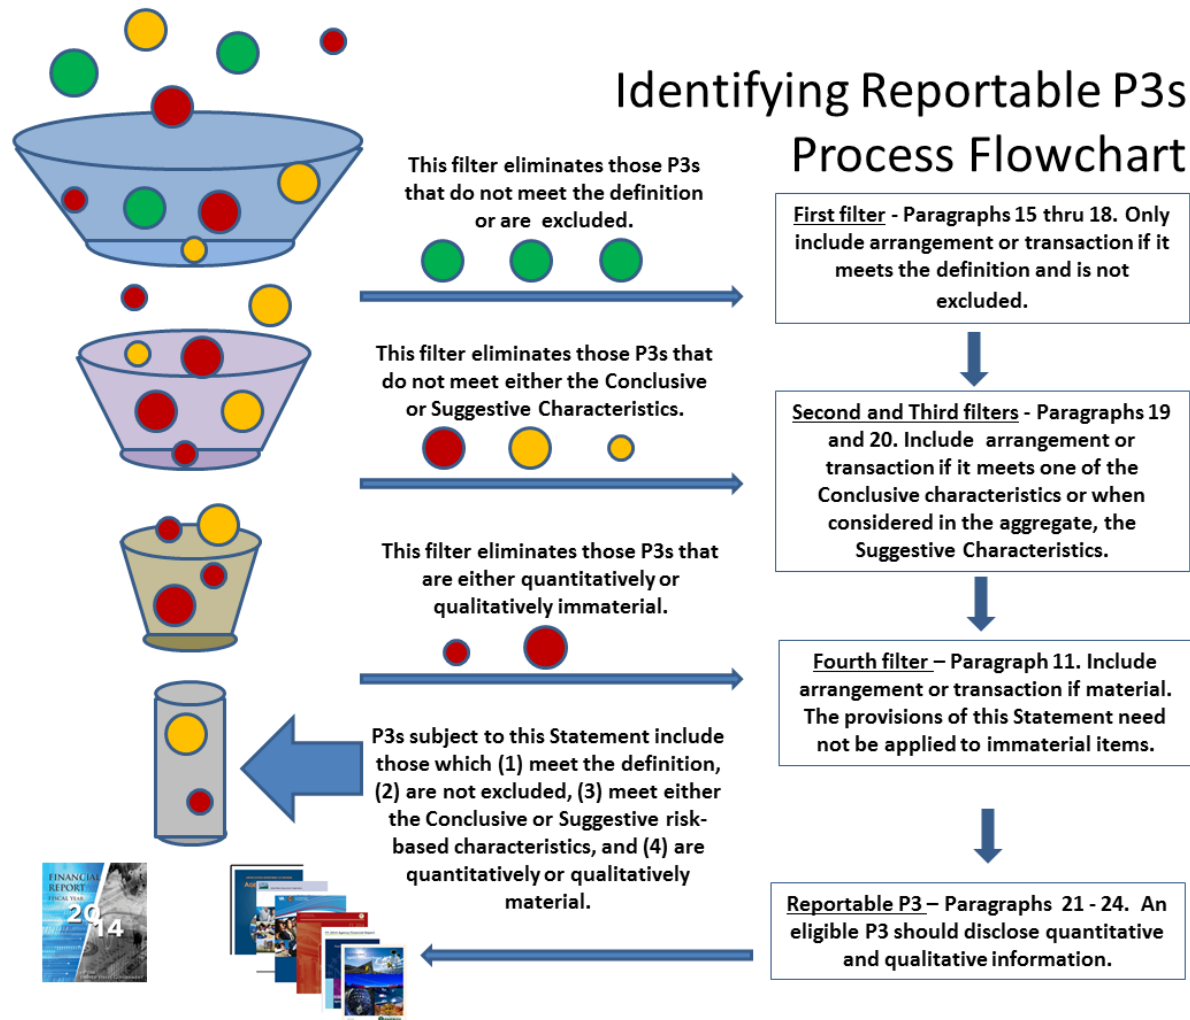 Identifying Reportable P3s
Process Flowchart
This filter eliminates those P3s
that do not meet the definition
or are excluded.
First filter - Paragraphs 15 thru 18. Only
include arrangement or transaction if it
meets the definition and is not
excluded.
This filter eliminates those P3s that
do not meet either the Conclusive
or Suggestive Characteristics.
Second and Third filters - Paragraphs 19
and 20. Include arrangement or
transaction if it meets one of the
Conclusive characteristics or when
considered in the aggregate, the
Suggestive Characteristics.
This filter eliminates those P3s that
are either quantitatively or
qualitatively immaterial.
Fourth filter – Paragraph 11. Include
arrangement or transaction if material.
The provisions of this Statement need
not be applied to immaterial items.
P3s subject to this Statement include
those which (1) meet the definition,
(2) are not excluded, (3) meet either
the Conclusive or Suggestive risk-
based characteristics, and (4) are
quantitatively or qualitatively
material.
Reportable P3 – Paragraphs 21 - 24. An
eligible P3 should disclose quantitative
and qualitative information.
FINANCIAL
REPORT
FISCAL YEAR
2014